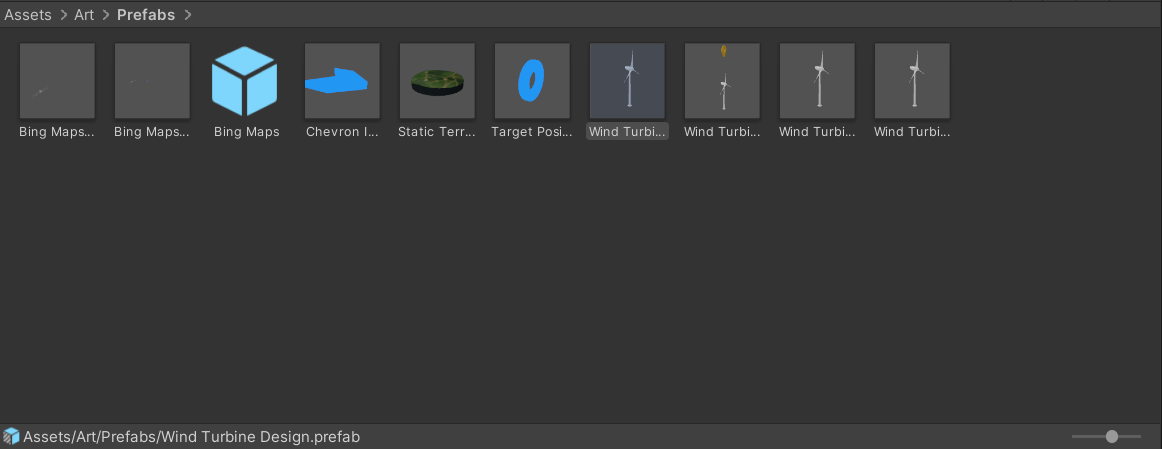 Assets > Art > Prefabs >
Bing Maps... Bing Maps... Bing Maps Chevron I... Static Terr... Target Posi... Wind Turbi... Wind Turbi... Wind Turbi... Wind Turbi...
Assets/Art/Prefabs/Wind Turbine Design.prefab